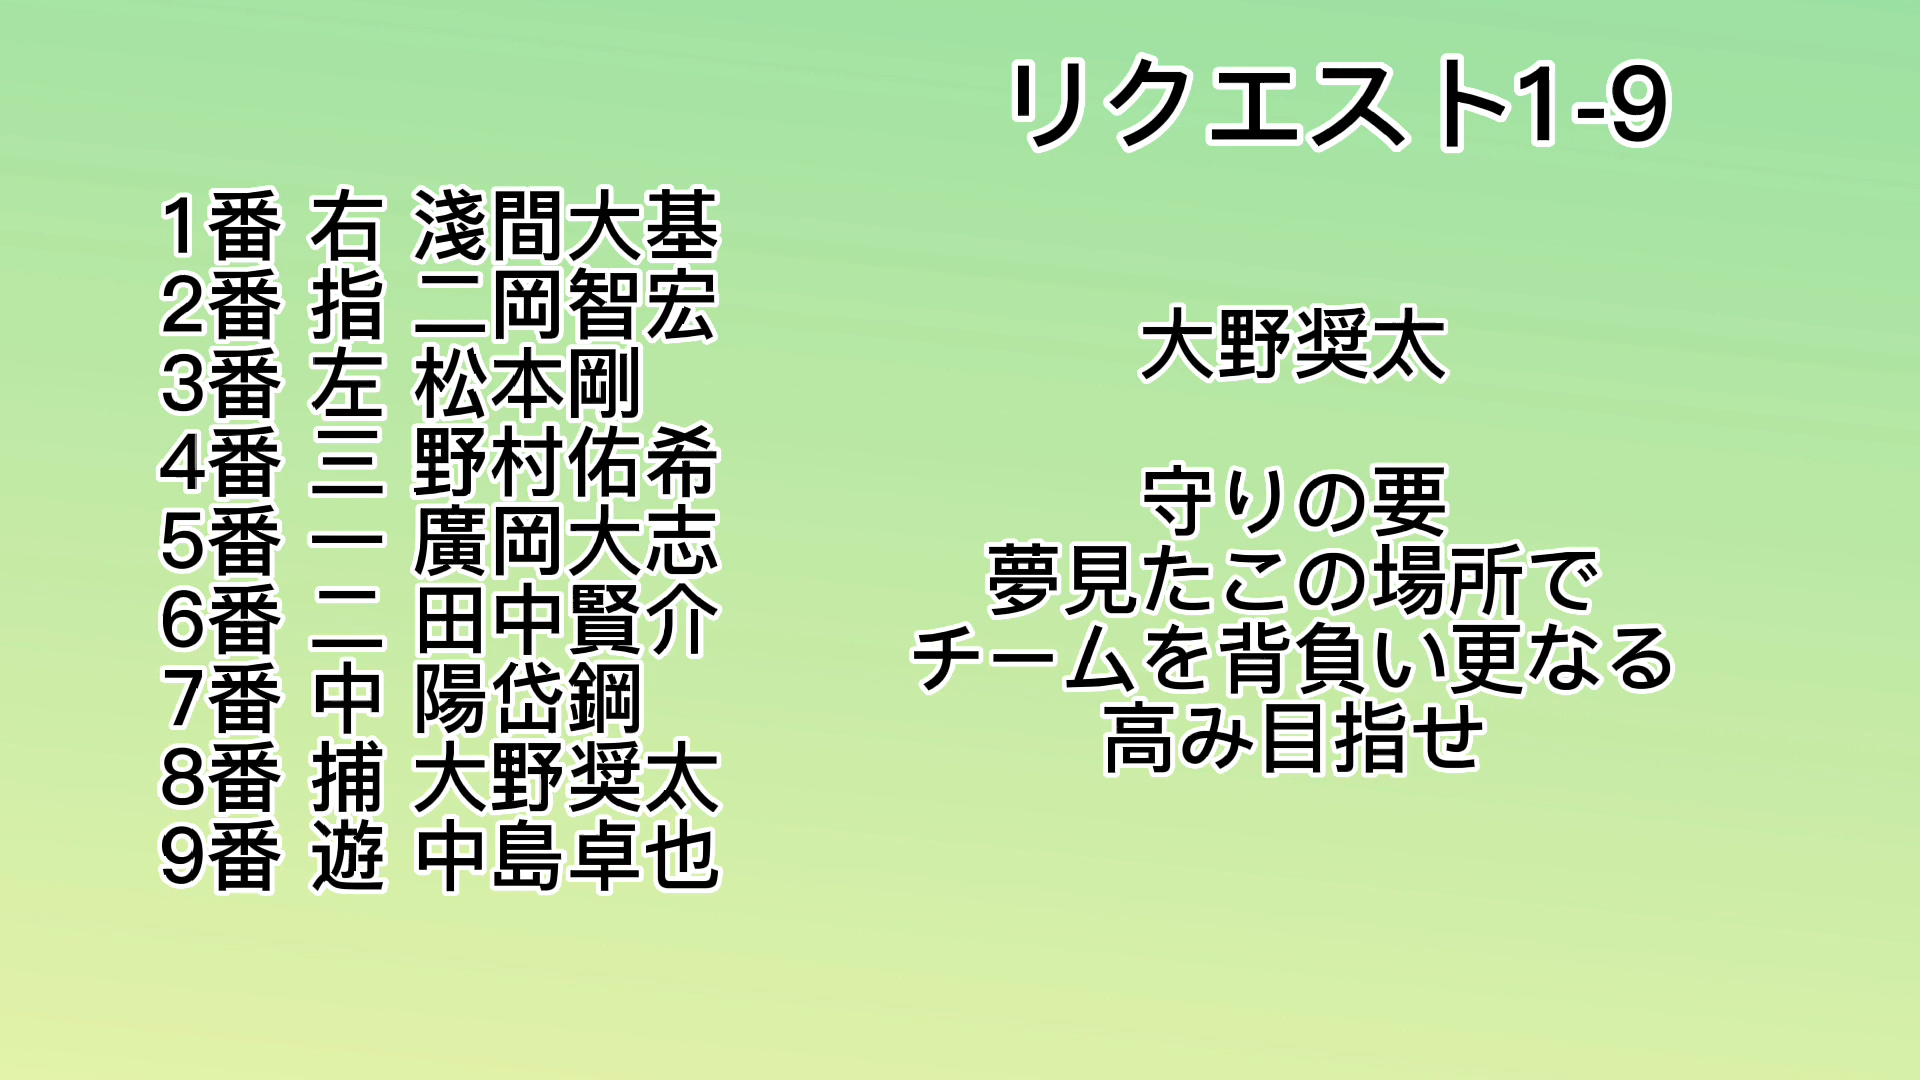 リクエスト1-9
1番 右 淺間大基
2番 指 二岡智宏
3番 左 松本剛
4番 三 野村佑希
5番 一 廣岡大志
6番 二 田中賢介
7番 中 陽岱鋼
8番 捕 大野奨太
9番 遊 中島卓也
大野奨太
守りの要
夢見たこの場所で
チームを背負い更なる
高み目指せ